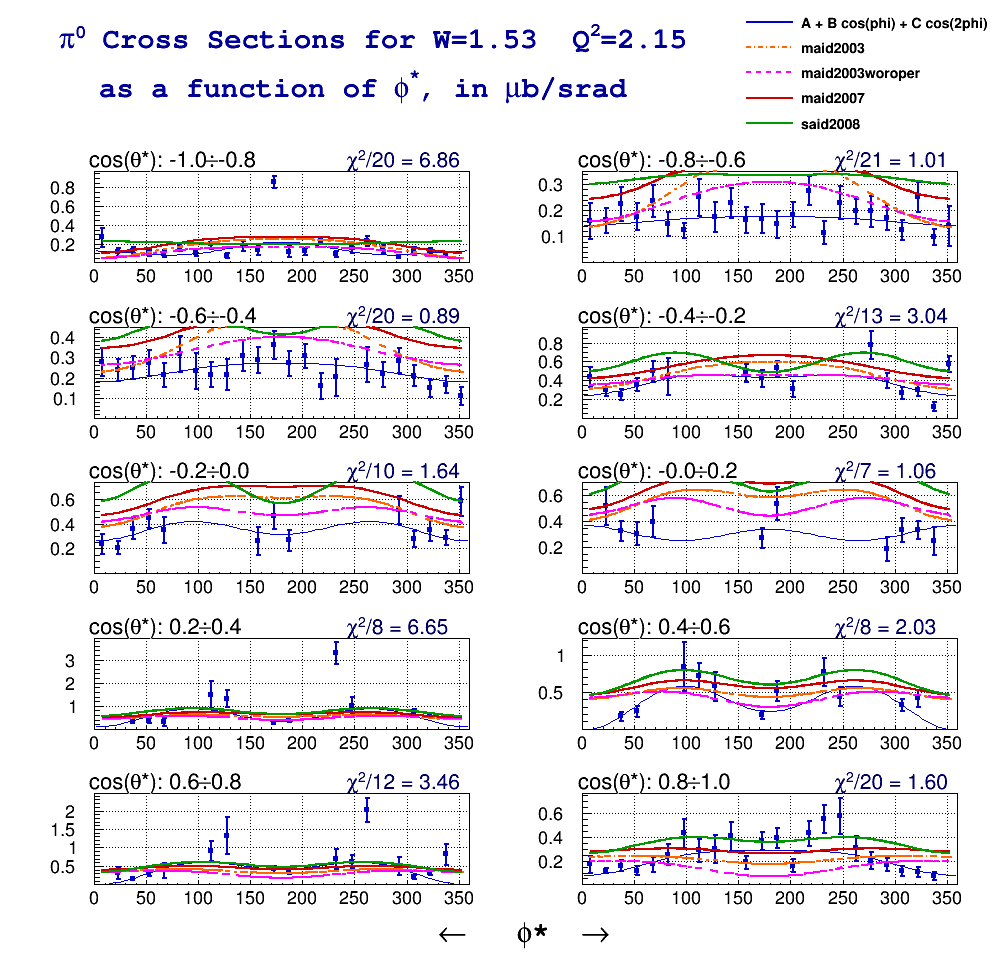 π⁰ Cross Sections for W=1.53 Q²=2.15
as a function of ϕ*, in μb/srad
A + B cos(phi) + C cos(2phi)
maid2003
maid2003woroper
maid2007
said2008
cos(θ*): -1.0÷-0.8 χ²/20 = 6.86
0.8
0.6
0.4
0.2
0 50 100 150 200 250 300 350
cos(θ*): -0.8÷-0.6 χ²/21 = 1.01
0.3
0.2
0.1
0 50 100 150 200 250 300 350
cos(θ*): -0.6÷-0.4 χ²/20 = 0.89
0.4
0.3
0.2
0.1
0 50 100 150 200 250 300 350
cos(θ*): -0.4÷-0.2 χ²/13 = 3.04
0.8
0.6
0.4
0.2
0 50 100 150 200 250 300 350
cos(θ*): -0.2÷0.0 χ²/10 = 1.64
0.6
0.4
0.2
0 50 100 150 200 250 300 350
cos(θ*): -0.0÷0.2 χ²/7 = 1.06
0.6
0.4
0.2
0 50 100 150 200 250 300 350
cos(θ*): 0.2÷0.4 χ²/8 = 6.65
3
2
1
0 50 100 150 200 250 300 350
cos(θ*): 0.4÷0.6 χ²/8 = 2.03
1
0.5
0 50 100 150 200 250 300 350
cos(θ*): 0.6÷0.8 χ²/12 = 3.46
2
1.5
1
0.5
0 50 100 150 200 250 300 350
cos(θ*): 0.8÷1.0 χ²/20 = 1.60
0.6
0.4
0.2
0 50 100 150 200 250 300 350
← ϕ* →